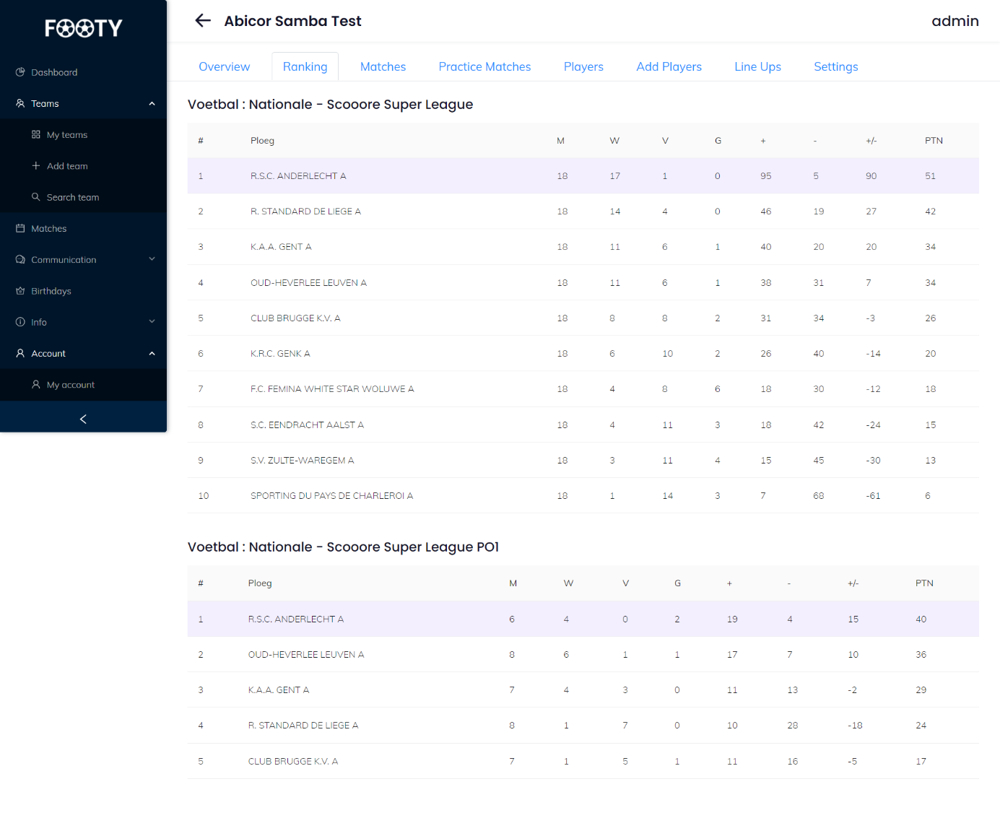 FOOTY
Dashboard
Teams
My teams
Add team
Search team
Matches
Communication
Birthdays
Info
Account
My account
Abicor Samba Test
admin
Overview Ranking Matches Practice Matches Players Add Players Line Ups Settings
Voetbal : Nationale - Scooore Super League
# Ploeg M W V G + - +/- PTN
1 R.S.C. ANDERLECHT A 18 17 1 0 95 5 90 51
2 R. STANDARD DE LIEGE A 18 14 4 0 46 19 27 42
3 K.A.A. GENT A 18 11 6 1 40 20 20 34
4 OUD-HEVERLEE LEUVEN A 18 11 6 1 38 31 7 34
5 CLUB BRUGGE K.V. A 18 8 8 2 31 34 -3 26
6 K.R.C. GENK A 18 6 10 2 26 40 -14 20
7 F.C. FEMINA WHITE STAR WOLUWE A 18 4 8 6 18 30 -12 18
8 S.C. EENDRACHT AALST A 18 4 11 3 18 42 -24 15
9 S.V. ZULTE-WAREGEM A 18 3 11 4 15 45 -30 13
10 SPORTING DU PAYS DE CHARLEROI A 18 1 14 3 7 68 -61 6
Voetbal : Nationale - Scooore Super League PO1
# Ploeg M W V G + - +/- PTN
1 R.S.C. ANDERLECHT A 6 4 0 2 19 4 15 40
2 OUD-HEVERLEE LEUVEN A 8 6 1 1 17 7 10 36
3 K.A.A. GENT A 7 4 3 0 11 13 -2 29
4 R. STANDARD DE LIEGE A 8 1 7 0 10 28 -18 24
5 CLUB BRUGGE K.V. A 7 1 5 1 11 16 -5 17